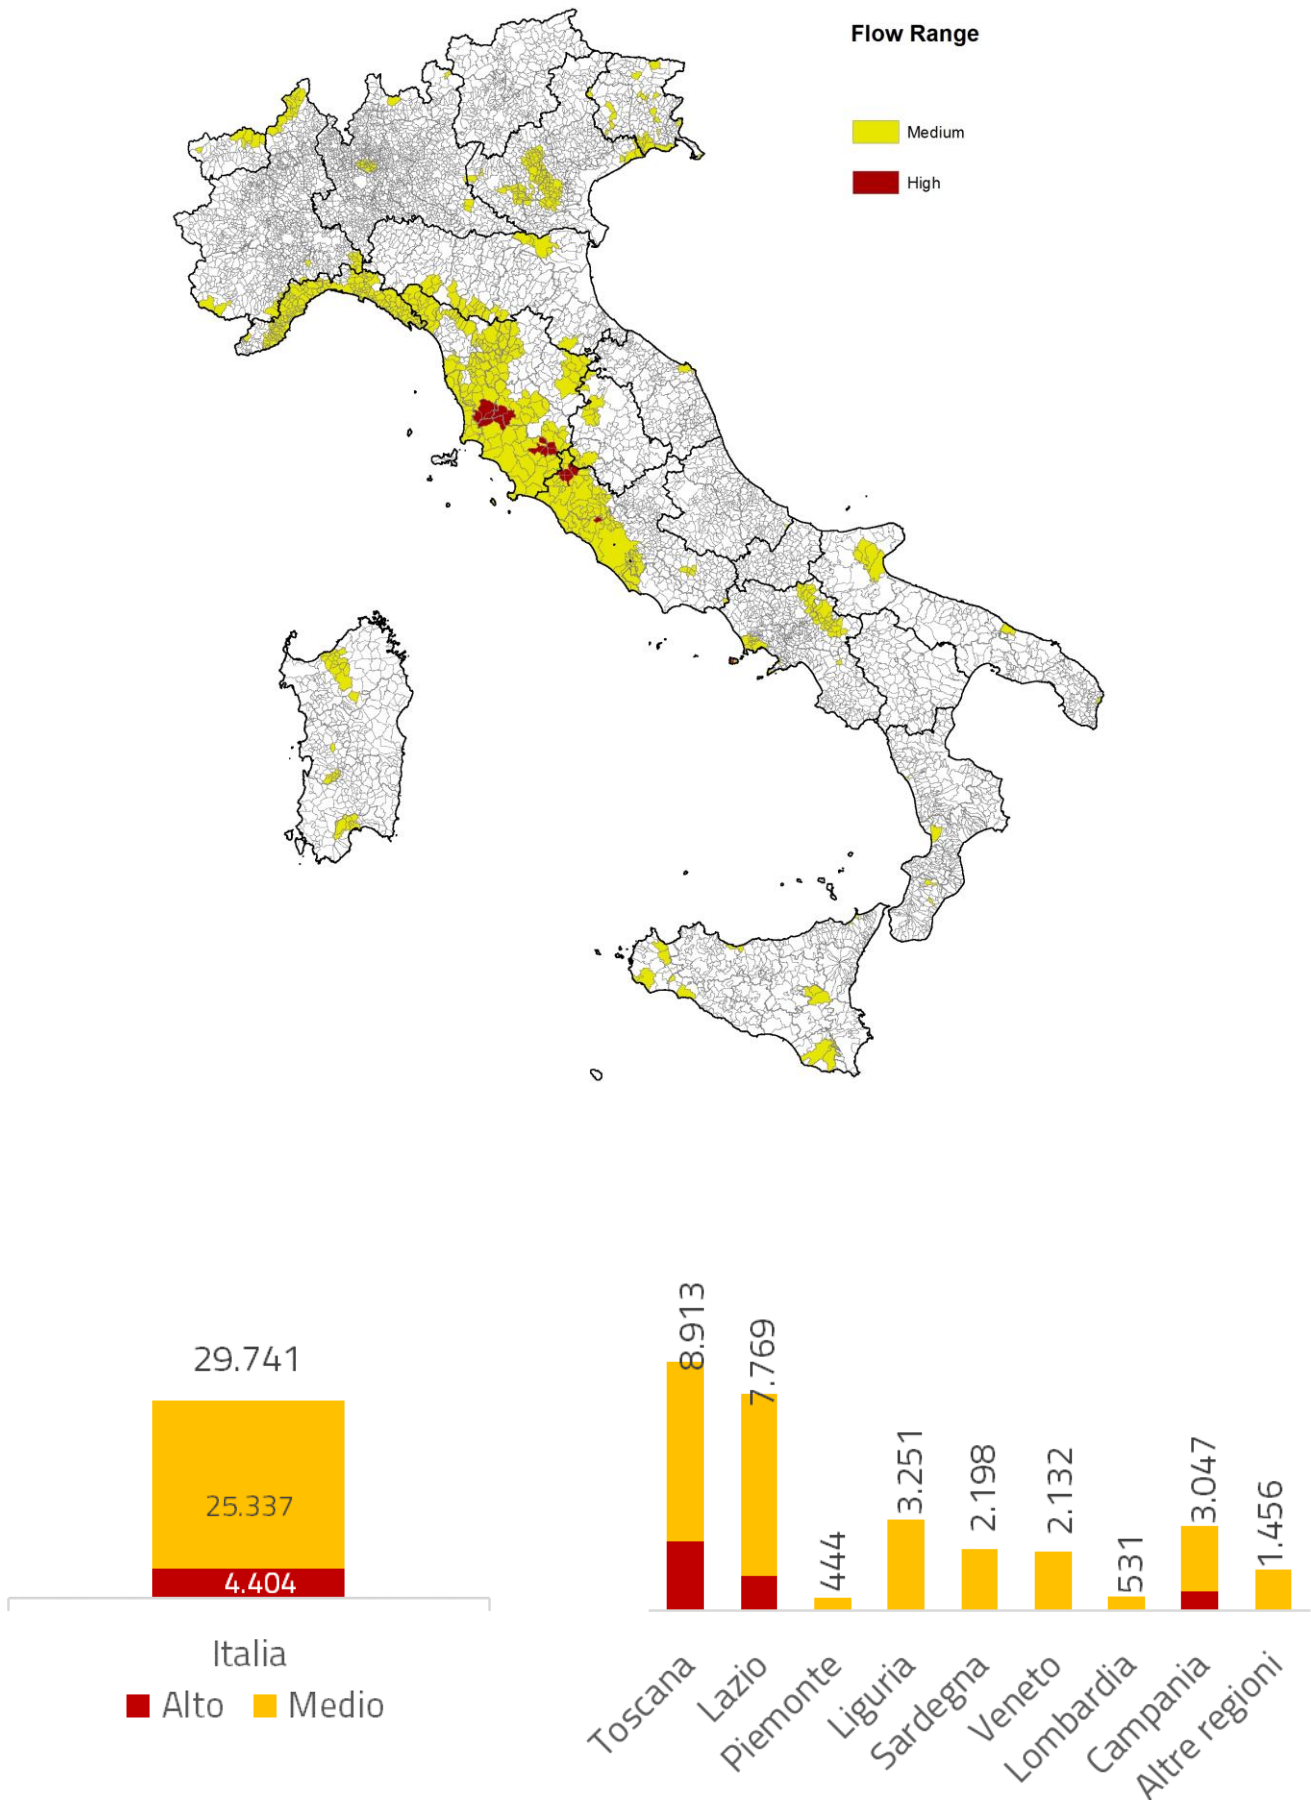 Flow Range
Medium
High
29.741
25.337
4.404
Italia
Alto
Medio
8.913
7.769
444
3.251
2.198
2.132
531
3.047
1.456
Toscana
Lazio
Piemonte
Liguria
Sardegna
Veneto
Lombardia
Campania
Altre regioni